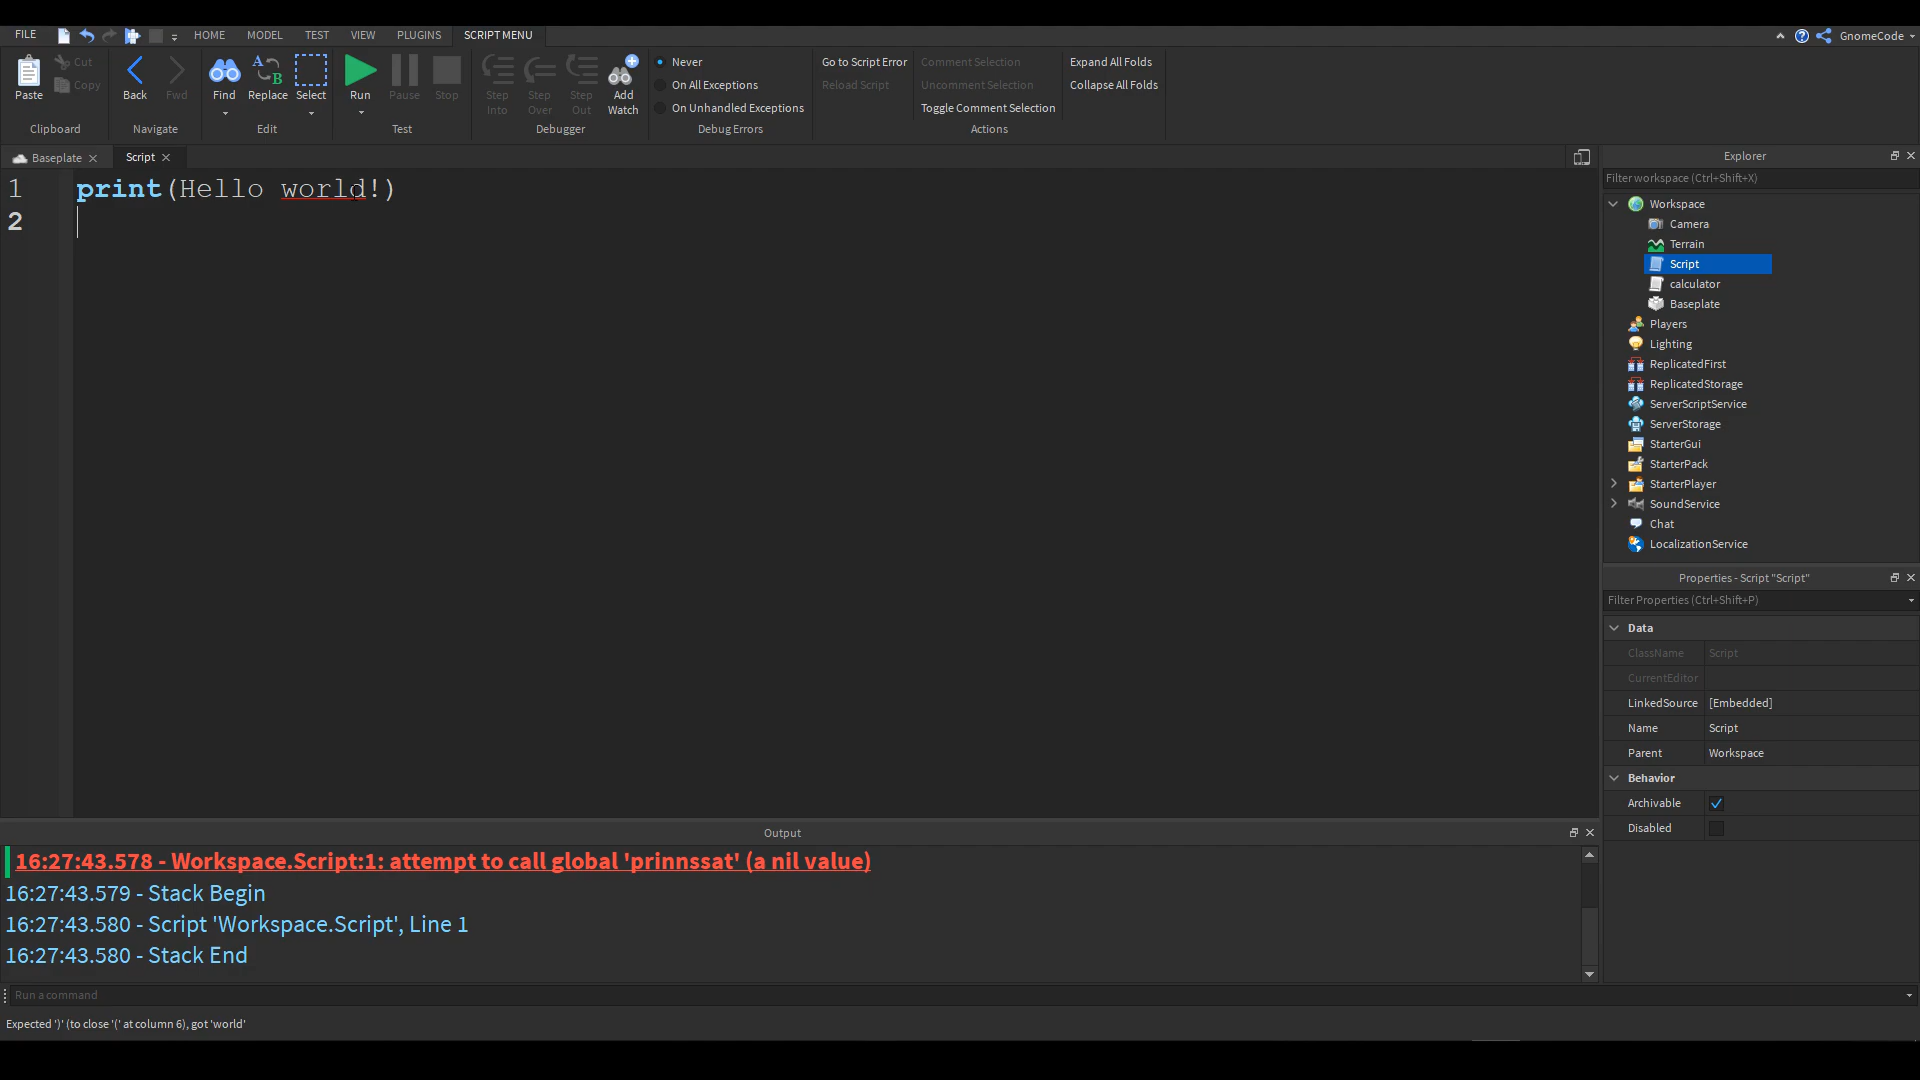 FILE HOME MODEL TEST VIEW PLUGINS SCRIPT MENU GnomeCode
Paste Cut Copy
Clipboard
Back Fwd
Navigate
Find Replace Select
Edit
Run Pause Stop
Test
Step Into Step Over Step Out Add Watch
Debugger
Never
On All Exceptions
On Unhandled Exceptions
Debug Errors
Go to Script Error
Reload Script
Comment Selection
Uncomment Selection
Toggle Comment Selection
Actions
Expand All Folds
Collapse All Folds
Baseplate Script
1 print(Hello world!)
2
Explorer
Filter workspace (Ctrl+Shift+X)
Workspace
Camera
Terrain
Script
calculator
Baseplate
Players
Lighting
ReplicatedFirst
ReplicatedStorage
ServerScriptService
ServerStorage
StarterGui
StarterPack
StarterPlayer
SoundService
Chat
LocalizationService
Properties - Script "Script"
Filter Properties (Ctrl+Shift+P)
Data
ClassName Script
CurrentEditor
LinkedSource [Embedded]
Name Script
Parent Workspace
Behavior
Archivable
Disabled
Output
16:27:43.578 - Workspace.Script:1: attempt to call global 'prinnssat' (a nil value)
16:27:43.579 - Stack Begin
16:27:43.580 - Script 'Workspace.Script', Line 1
16:27:43.580 - Stack End
Run a command
Expected ')' (to close '(' at column 6), got 'world'